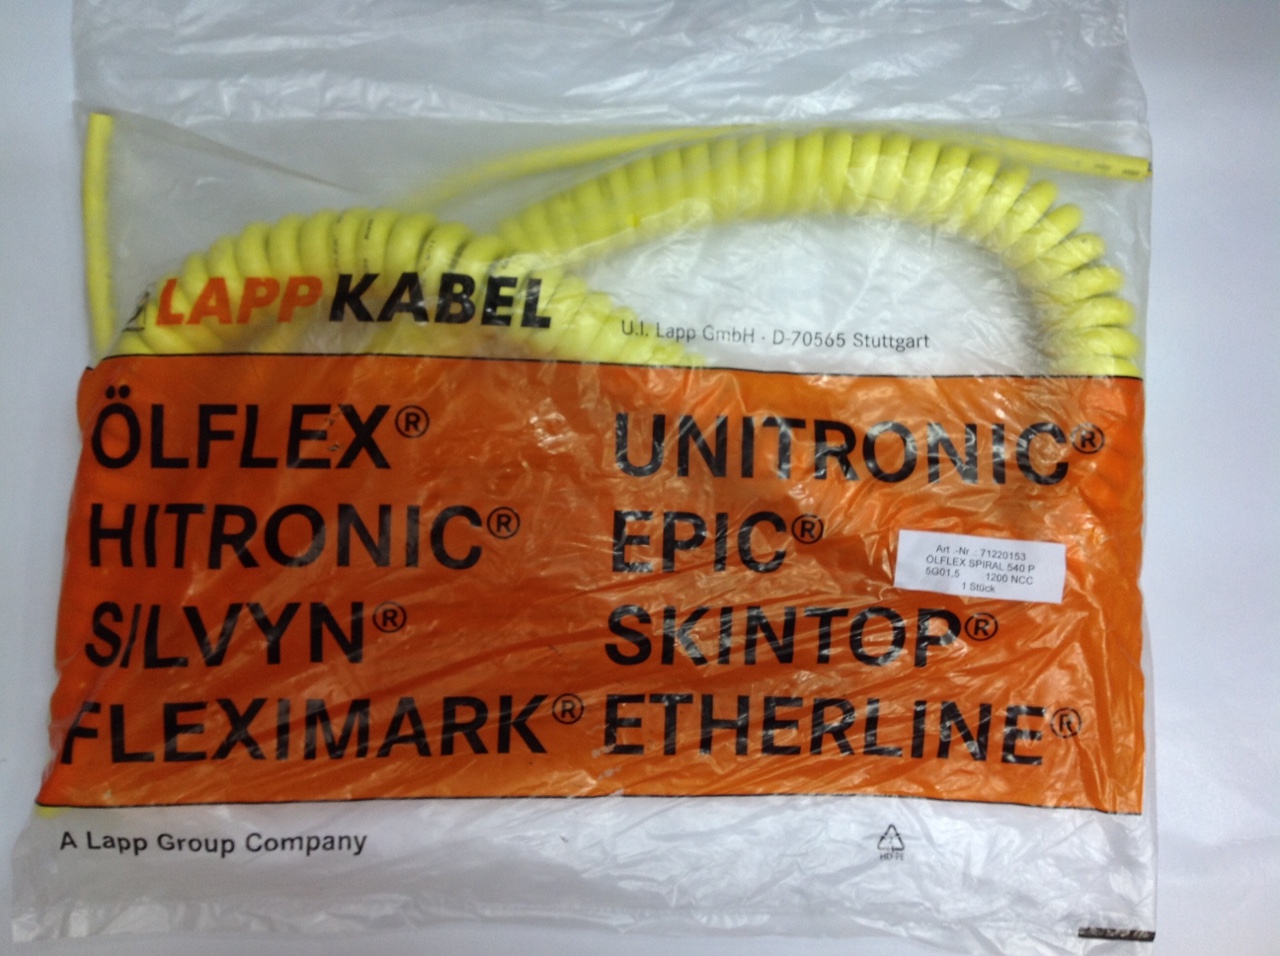 LAPP KABEL
U.I. Lapp GmbH · D-70565 Stuttgart
ÖLFLEX®
UNITRONIC®
HITRONIC®
EPIC®
Art.-Nr.: 71220153
ÖLFLEX SPIRAL 540 P
5G01,5 1200 NCC
1 Stück
SILVYN®
SKINTOP®
FLEXIMARK®
ETHERLINE®
A Lapp Group Company
HD-PE